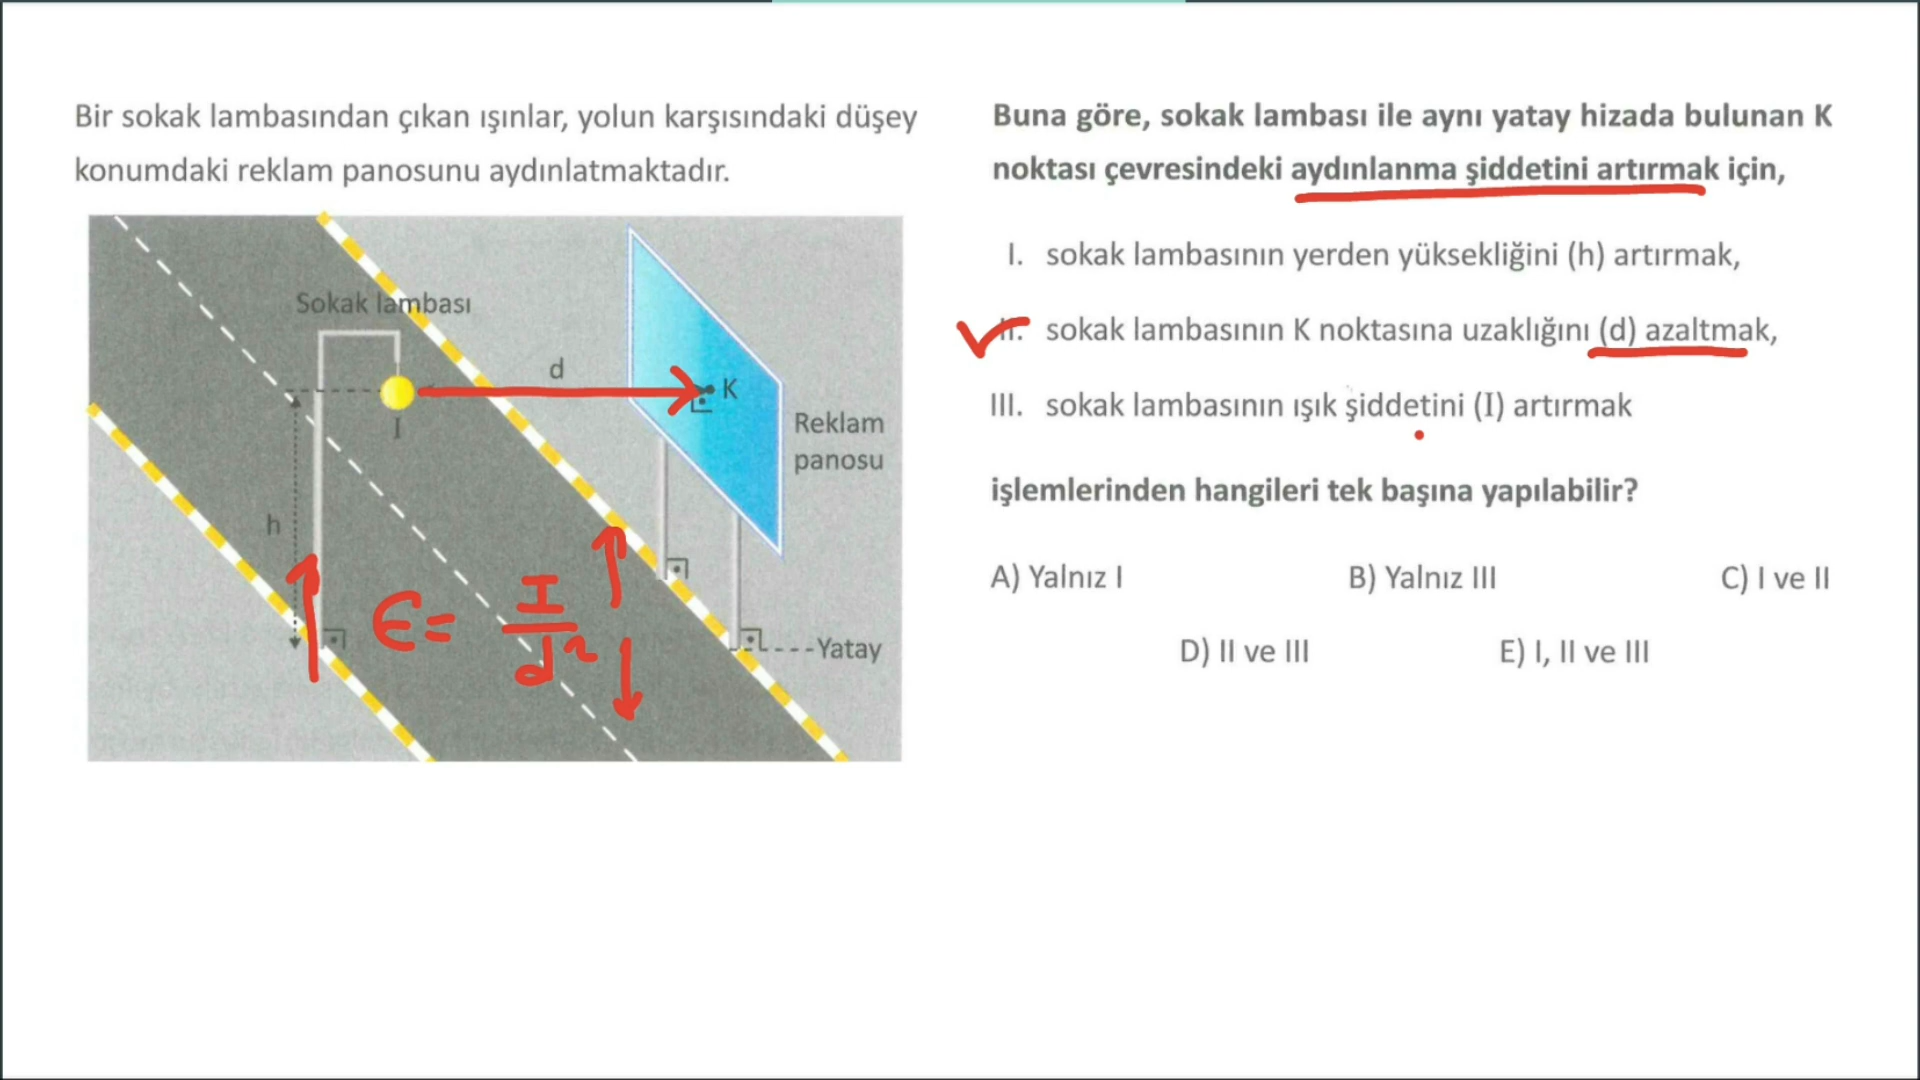 Bir sokak lambasından çıkan ışınlar, yolun karşısındaki düşey
konumdaki reklam panosunu aydınlatmaktadır.
Sokak lambası
d
K
I
Reklam
panosu
h
E = I / d²
Yatay
Buna göre, sokak lambası ile aynı yatay hizada bulunan K
noktası çevresindeki aydınlanma şiddetini artırmak için,
I. sokak lambasının yerden yüksekliğini (h) artırmak,
II. sokak lambasının K noktasına uzaklığını (d) azaltmak,
III. sokak lambasının ışık şiddetini (I) artırmak
işlemlerinden hangileri tek başına yapılabilir?
A) Yalnız I B) Yalnız III C) I ve II
D) II ve III E) I, II ve III